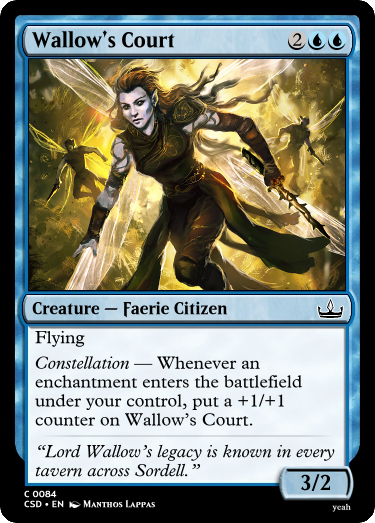 Wallow's Court 2
Creature — Faerie Citizen
Flying
Constellation — Whenever an
enchantment enters the battlefield
under your control, put a +1/+1
counter on Wallow's Court.
“Lord Wallow's legacy is known in every
tavern across Sordell.”
3/2
C 0084
CSD • EN Manthos Lappas
yeah